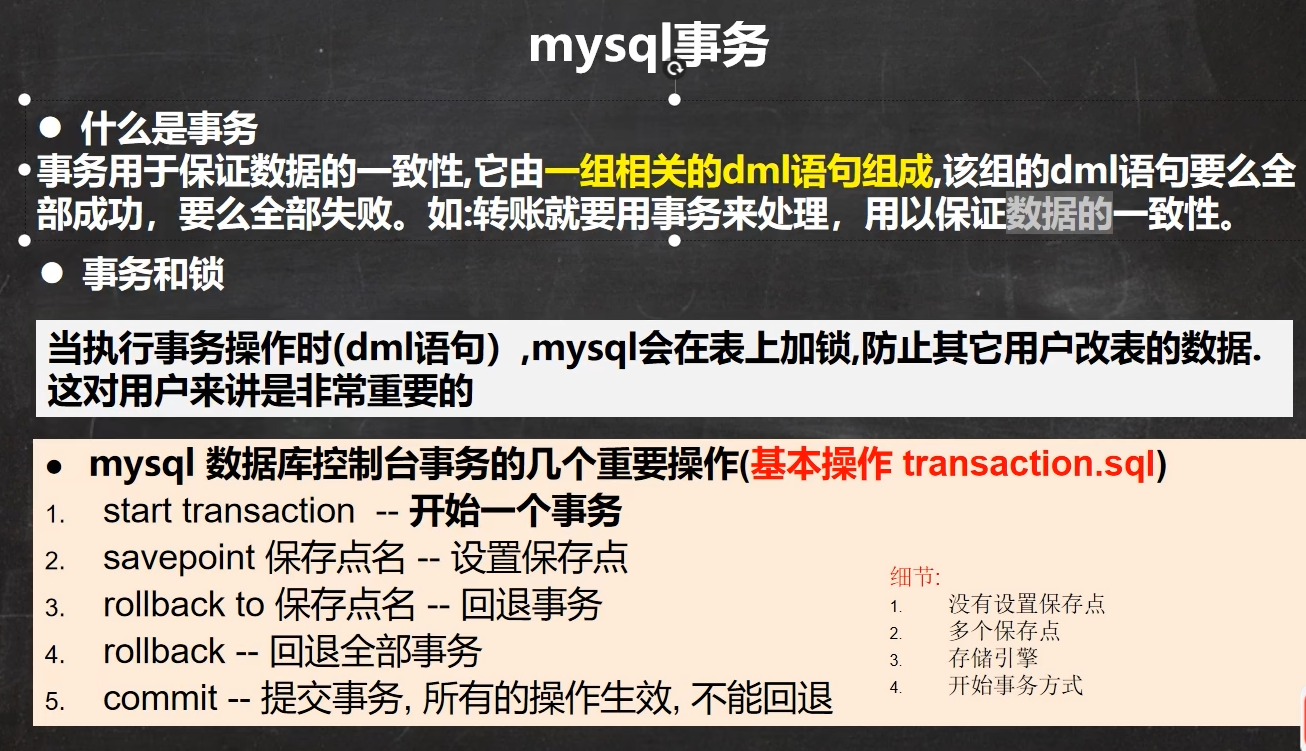 mysql事务
● 什么是事务
事务用于保证数据的一致性,它由一组相关的dml语句组成,该组的dml语句要么全
部成功，要么全部失败。如:转账就要用事务来处理，用以保证数据的一致性。
● 事务和锁
当执行事务操作时(dml语句）,mysql会在表上加锁,防止其它用户改表的数据.
这对用户来讲是非常重要的
● mysql 数据库控制台事务的几个重要操作(基本操作 transaction.sql)
1. start transaction -- 开始一个事务
2. savepoint 保存点名 -- 设置保存点
3. rollback to 保存点名 -- 回退事务
4. rollback -- 回退全部事务
5. commit -- 提交事务, 所有的操作生效, 不能回退
细节:
1. 没有设置保存点
2. 多个保存点
3. 存储引擎
4. 开始事务方式